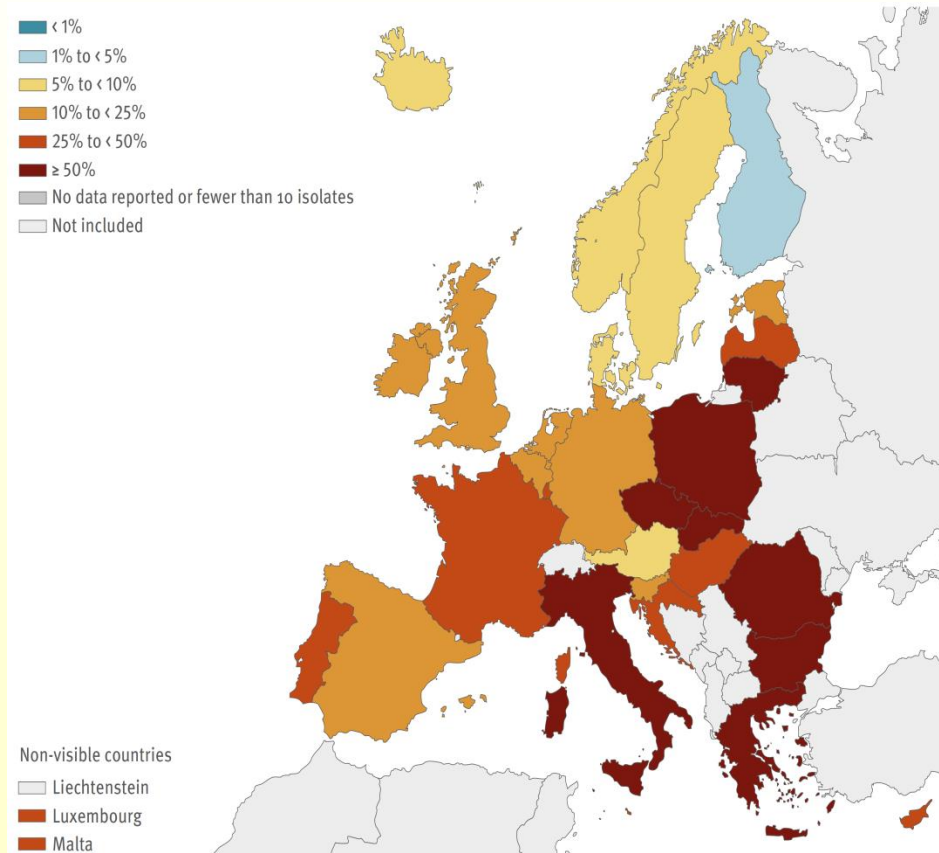 < 1%
1% to < 5%
5% to < 10%
10% to < 25%
25% to < 50%
≥ 50%
No data reported or fewer than 10 isolates
Not included
Non-visible countries
Liechtenstein
Luxembourg
Malta